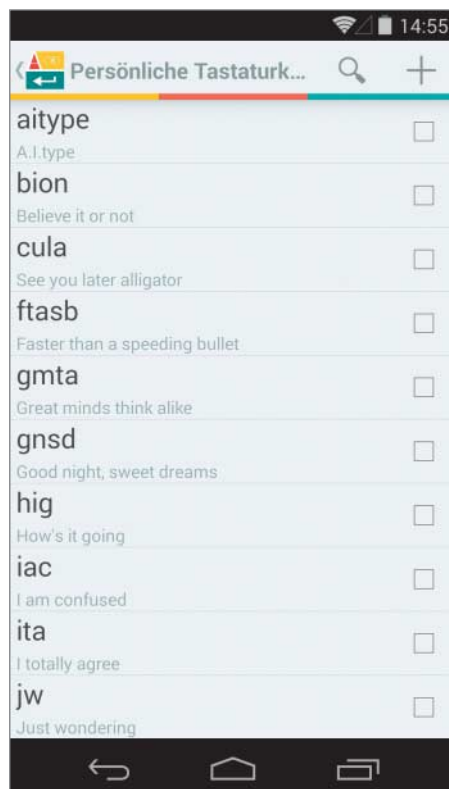 14:55
Persönliche Tastaturk...
aitype
A.I.type
bion
Believe it or not
cula
See you later alligator
ftasb
Faster than a speeding bullet
gmta
Great minds think alike
gnsd
Good night, sweet dreams
hig
How's it going
iac
I am confused
ita
I totally agree
jw
Just wondering